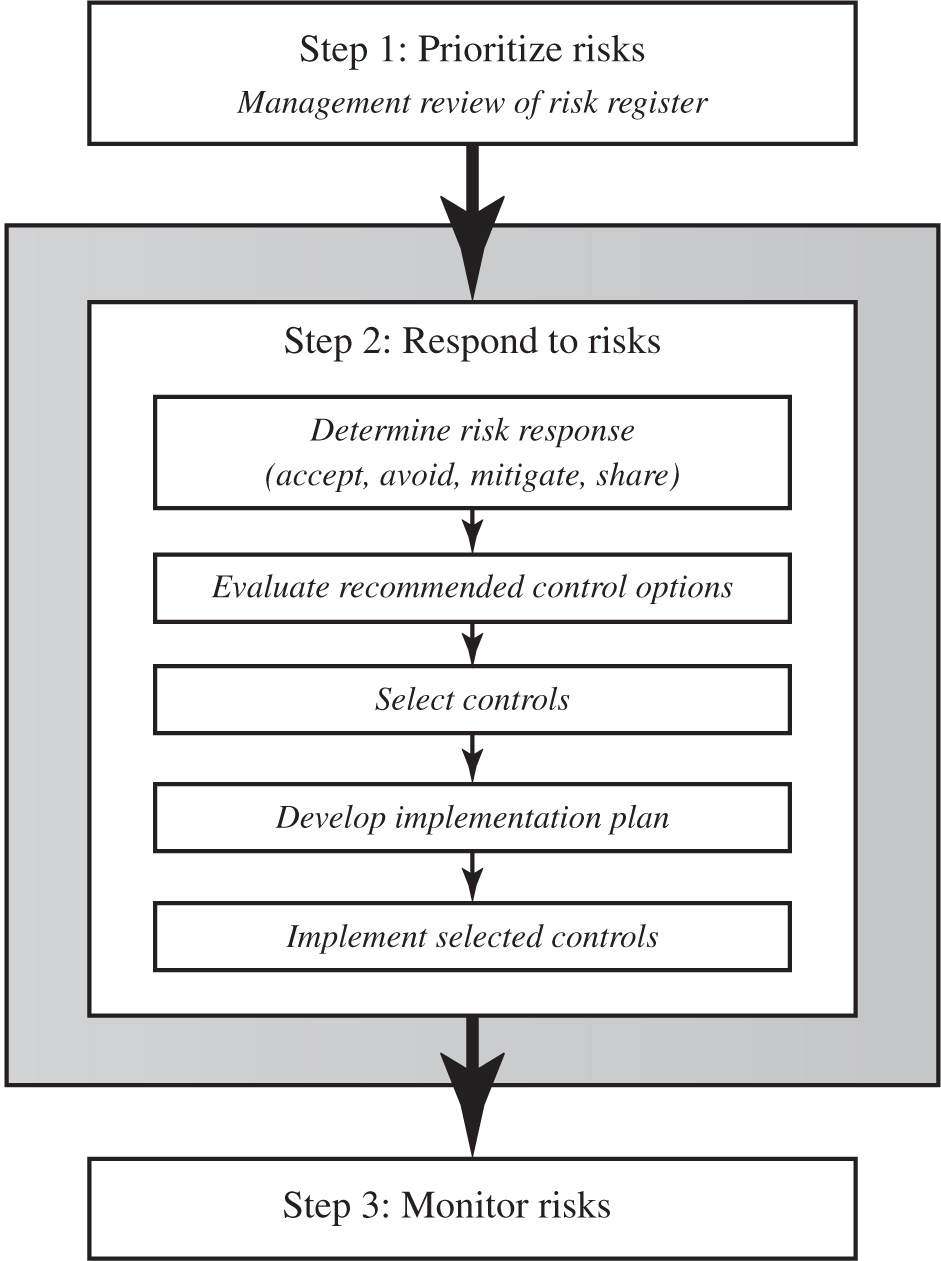 Step 1: Prioritize risks
Management review of risk register
Step 2: Respond to risks
Determine risk response
(accept, avoid, mitigate, share)
Evaluate recommended control options
Select controls
Develop implementation plan
Implement selected controls
Step 3: Monitor risks